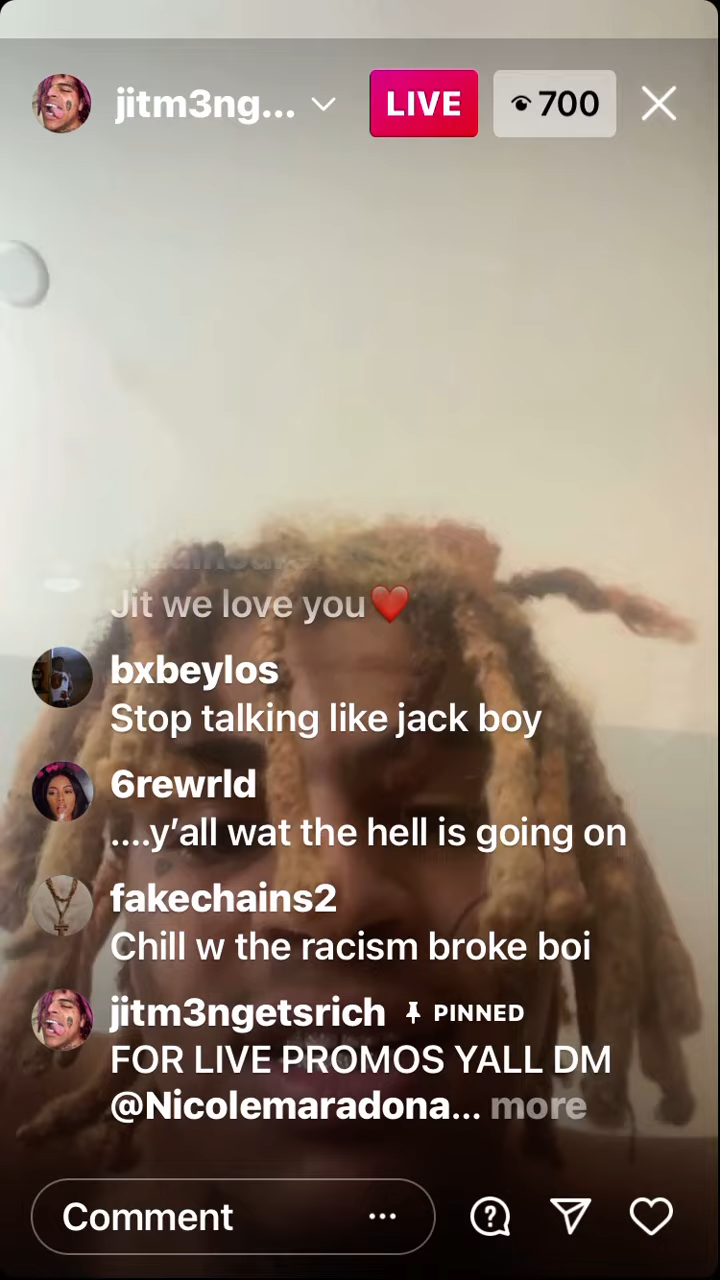 jitm3ng...
LIVE
700
Jit we love you❤️
bxbeylos
Stop talking like jack boy
6rewrld
....y’all wat the hell is going on
fakechains2
Chill w the racism broke boi
jitm3ngetsrich PINNED
FOR LIVE PROMOS YALL DM
@Nicolemaradona... more
Comment ...